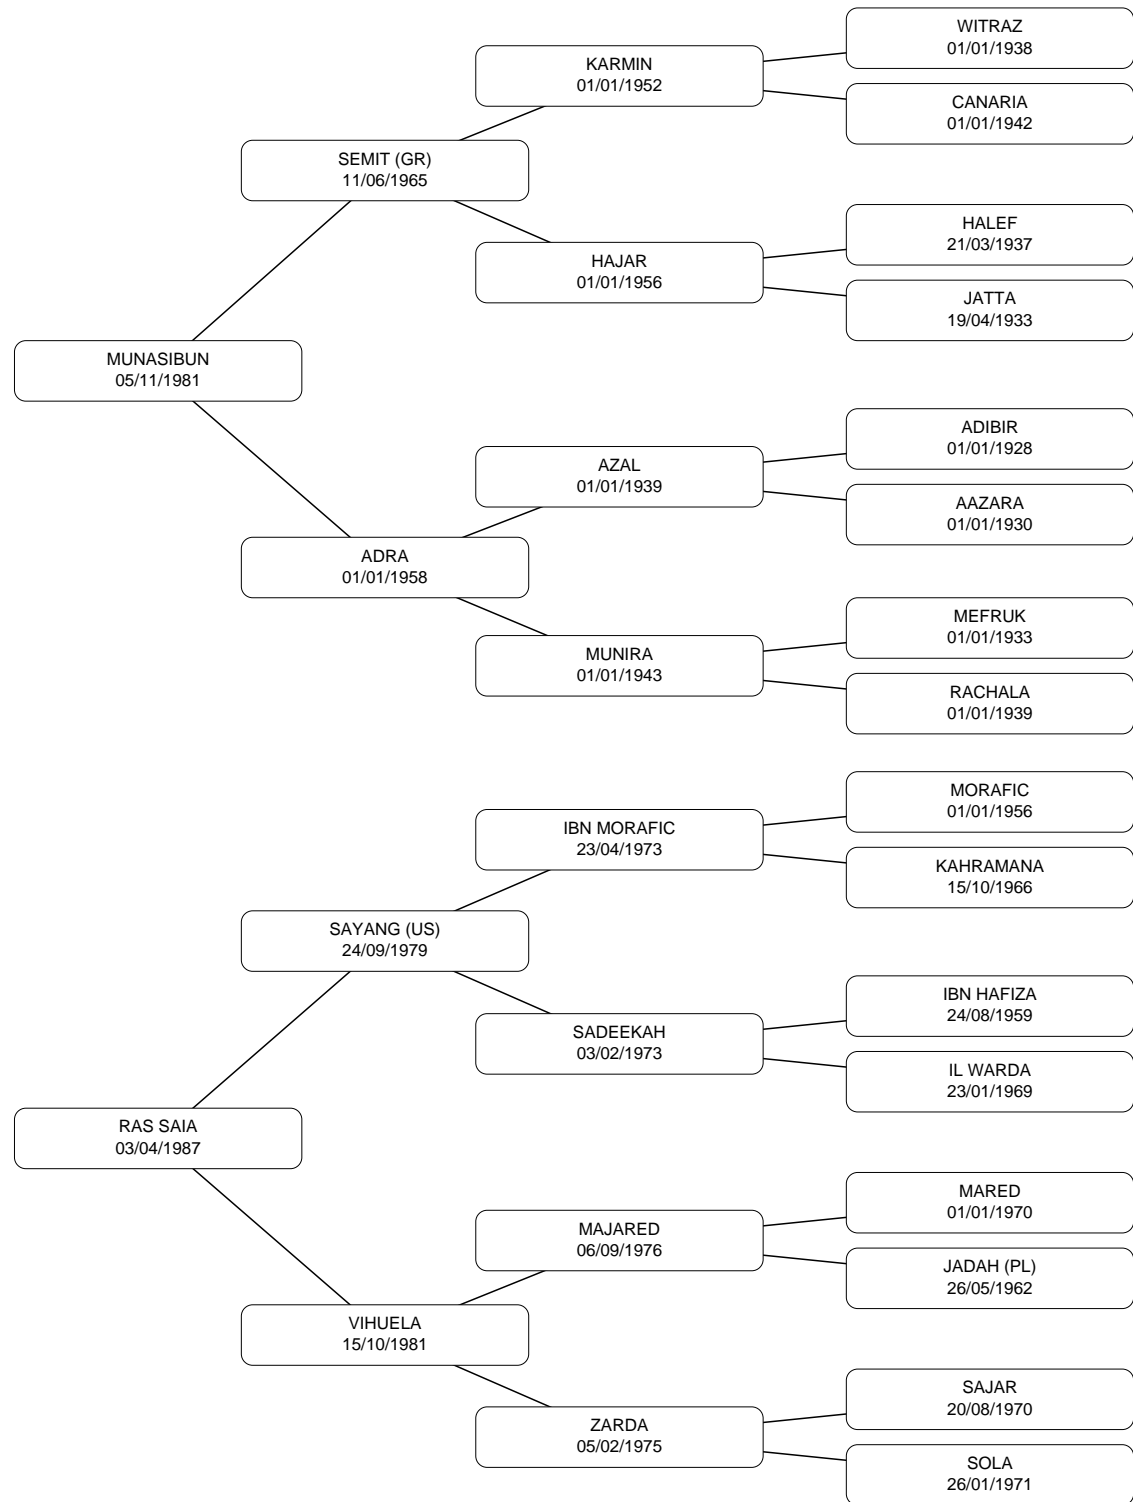 WITRAZ
01/01/1938
KARMIN
01/01/1952
CANARIA
01/01/1942
SEMIT (GR)
11/06/1965
HALEF
21/03/1937
HAJAR
01/01/1956
JATTA
19/04/1933
MUNASIBUN
05/11/1981
ADIBIR
01/01/1928
AZAL
01/01/1939
AAZARA
01/01/1930
ADRA
01/01/1958
MEFRUK
01/01/1933
MUNIRA
01/01/1943
RACHALA
01/01/1939
MORAFIC
01/01/1956
IBN MORAFIC
23/04/1973
KAHRAMANA
15/10/1966
SAYANG (US)
24/09/1979
IBN HAFIZA
24/08/1959
SADEEKAH
03/02/1973
IL WARDA
23/01/1969
RAS SAIA
03/04/1987
MARED
01/01/1970
MAJARED
06/09/1976
JADAH (PL)
26/05/1962
VIHUELA
15/10/1981
SAJAR
20/08/1970
ZARDA
05/02/1975
SOLA
26/01/1971